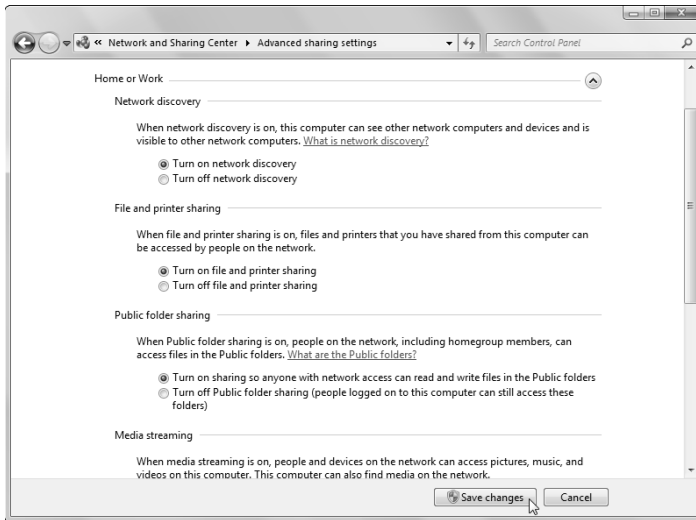 « Network and Sharing Center ▸ Advanced sharing settings
Search Control Panel
Home or Work
Network discovery
When network discovery is on, this computer can see other network computers and devices and is
visible to other network computers. What is network discovery?
Turn on network discovery
Turn off network discovery
File and printer sharing
When file and printer sharing is on, files and printers that you have shared from this computer can
be accessed by people on the network.
Turn on file and printer sharing
Turn off file and printer sharing
Public folder sharing
When Public folder sharing is on, people on the network, including homegroup members, can
access files in the Public folders. What are the Public folders?
Turn on sharing so anyone with network access can read and write files in the Public folders
Turn off Public folder sharing (people logged on to this computer can still access these
folders)
Media streaming
When media streaming is on, people and devices on the network can access pictures, music, and
videos on this computer. This computer can also find media on the network.
Save changes
Cancel